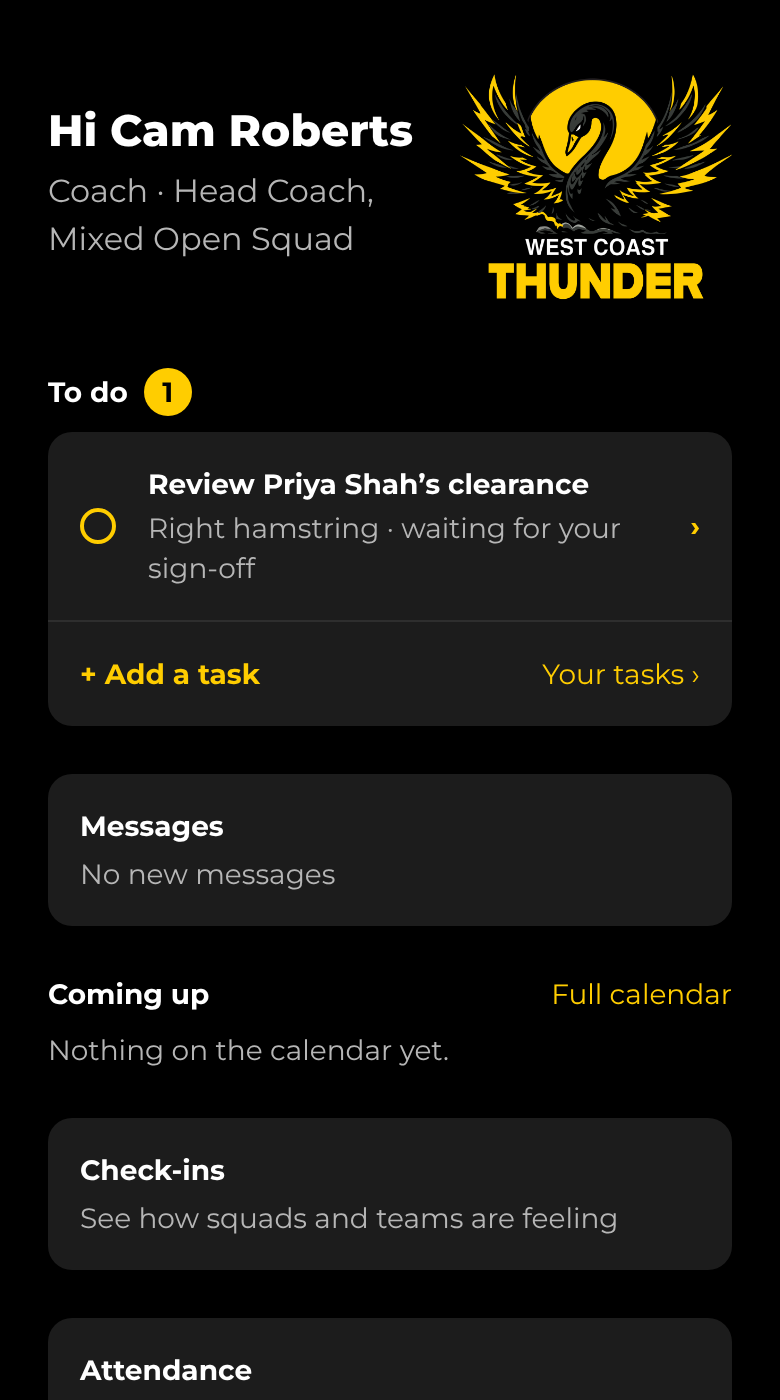 Hi Cam Roberts
Coach · Head Coach,
Mixed Open Squad
WEST COAST
THUNDER
To do 1
Review Priya Shah’s clearance
Right hamstring · waiting for your
sign-off
›
+ Add a task
Your tasks ›
Messages
No new messages
Coming up
Full calendar
Nothing on the calendar yet.
Check-ins
See how squads and teams are feeling
Attendance